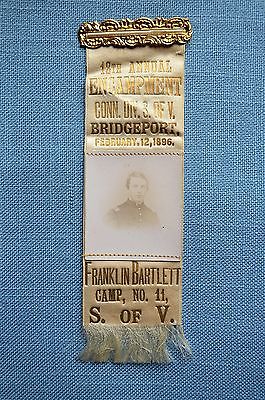 13TH ANNUAL
ENCAMPMENT
CONN. DIV. S. OF V.
BRIDGEPORT,
FEBRUARY, 12, 1896.
FRANKLIN BARTLETT
CAMP, NO. 11,
S. OF V.